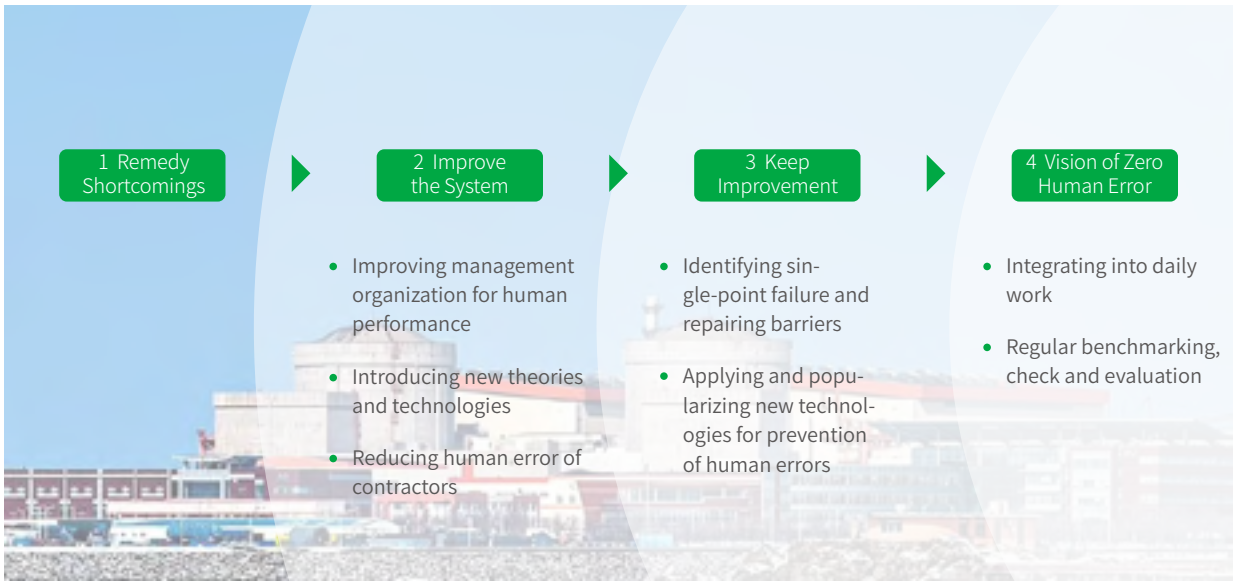 1 Remedy
Shortcomings
2 Improve
the System
• Improving management
organization for human
performance
• Introducing new theories
and technologies
• Reducing human error of
contractors
3 Keep
Improvement
• Identifying sin-
gle-point failure and
repairing barriers
• Applying and popu-
larizing new technol-
ogies for prevention
of human errors
4 Vision of Zero
Human Error
• Integrating into daily
work
• Regular benchmarking,
check and evaluation